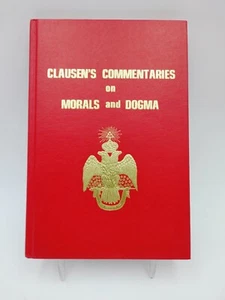 CLAUSEN'S COMMENTARIES
on
MORALS and DOGMA